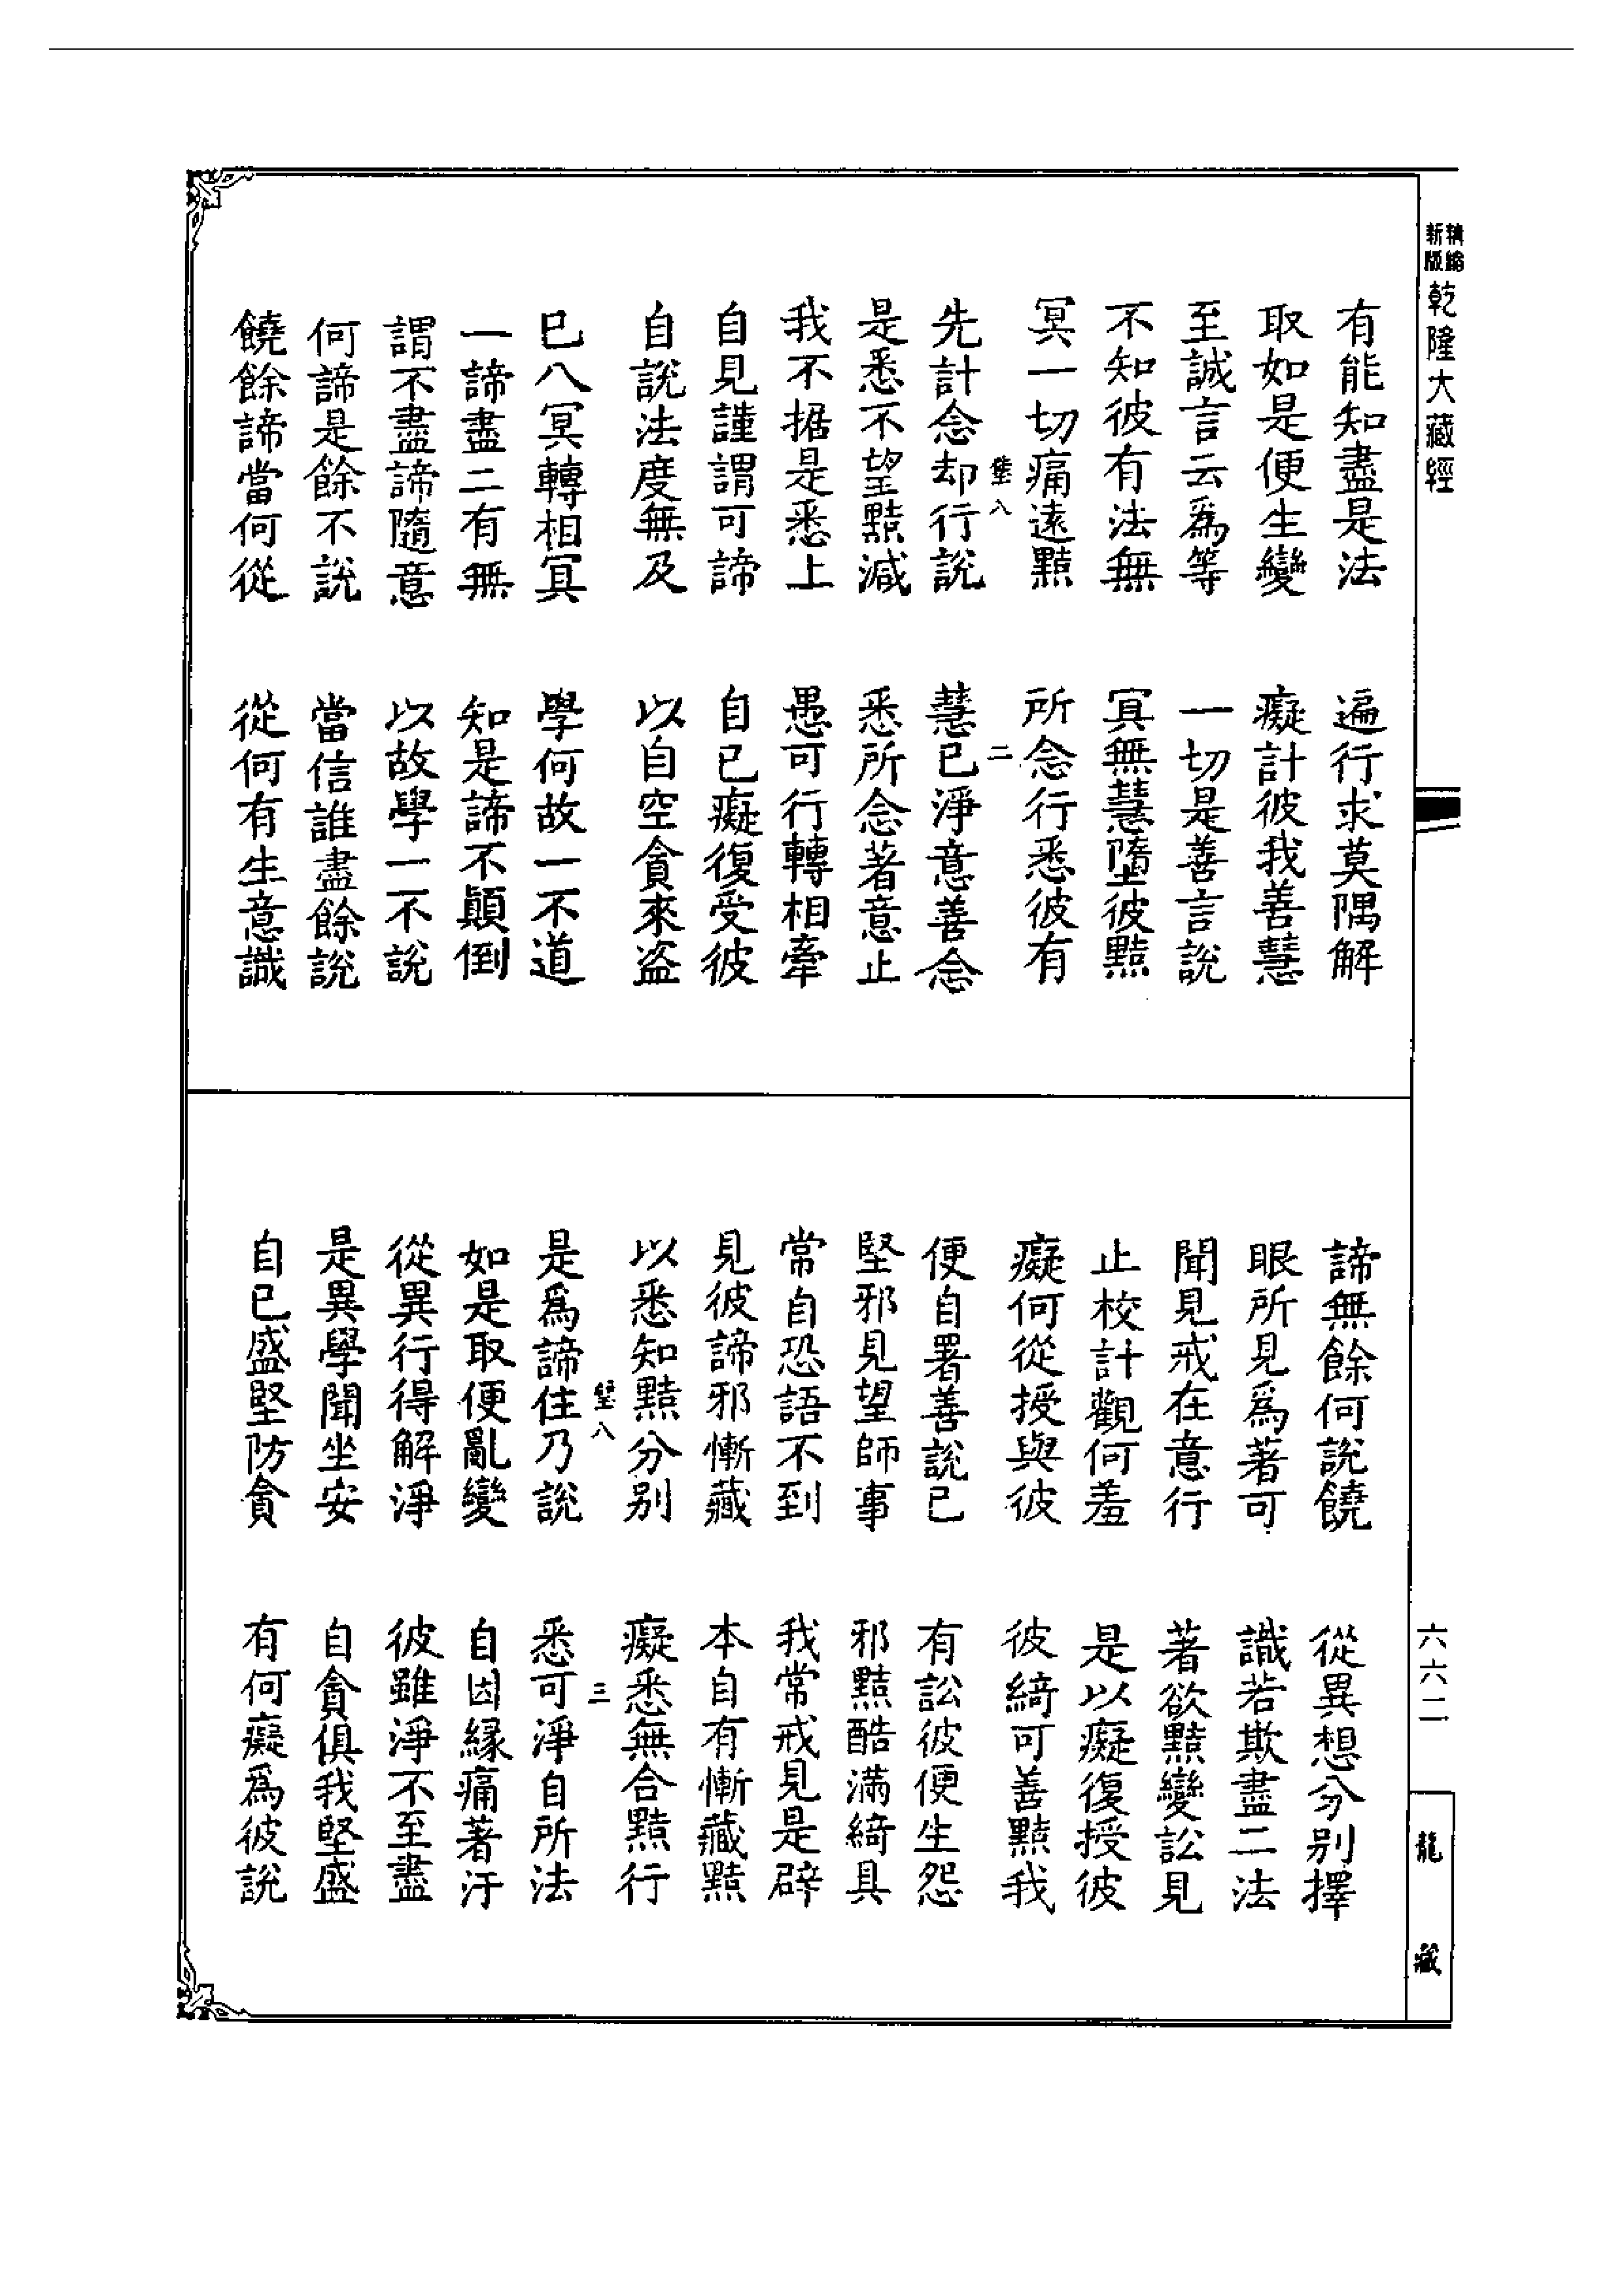 精縮
新版
乾隆大藏經
有能知盡是法　遍行求莫隅解
取如是便生變　癡計彼我善慧
至誠言云爲等　一切是善言說
不知彼有法無　冥無慧墮彼黠
冥一切痛遠黠　所念行悉彼有
八　二
先計念却行說　慧已淨意善念
是悉不望黠減　悉所念著意止
我不據是悉上　愚可行轉相牽
自見謹謂可諦　自已癡復受彼
自說法度無及　以自空貪來盜
已八冥轉相冥　學何故一不道
一諦盡二有無　知是諦不顛倒
謂不盡諦隨意　以故學一不說
何諦是餘不說　當信誰盡餘說
饒餘諦當何從　從何有生意識
諦無餘何說饒　從異想分別擇
眼所見爲著可　識若欺盡二法
聞見戒在意行　著欲黠變訟見
止校計觀何羞　是以癡復授彼
癡何從授與彼　彼綺可善黠我
便自署善說已　有訟彼便生怨
堅邪見望師事　邪黠酷滿綺具
常自恐語不到　我常戒見是辟
見彼諦邪慚藏　本自有慚藏黠
以悉知黠分別　癡悉無合黠行
八　三
是爲諦住乃說　悉可淨自所法
如是取便亂變　自因緣痛著汙
從異行得解淨　彼雖淨不至盡
是異學聞坐安　自貪俱我堅盛
自已盛堅防貪　有何癡爲彼說
六六二
龍藏